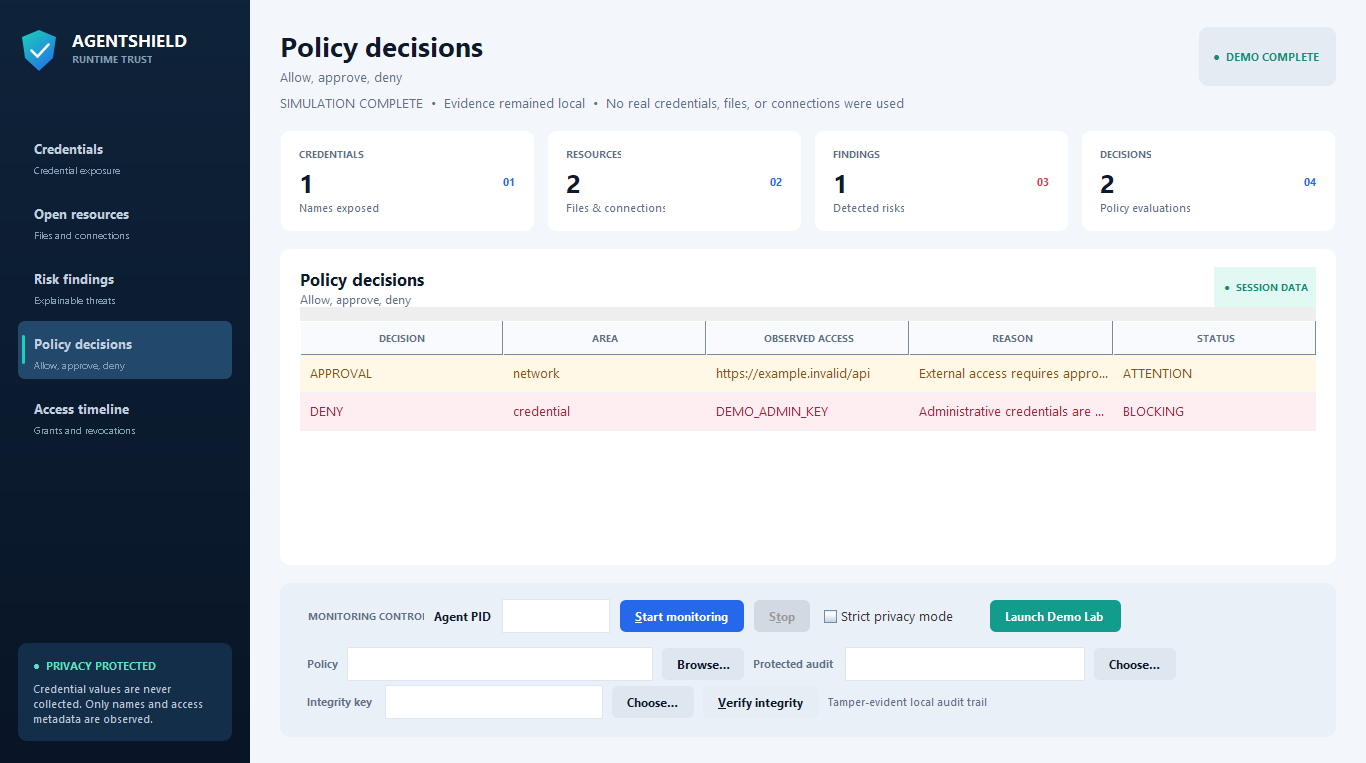 AGENTSHIELD
RUNTIME TRUST
Credentials
Credential exposure
Open resources
Files and connections
Risk findings
Explainable threats
Policy decisions
Allow, approve, deny
Access timeline
Grants and revocations
● PRIVACY PROTECTED
Credential values are never
collected. Only names and access
metadata are observed.
Policy decisions
Allow, approve, deny
SIMULATION COMPLETE • Evidence remained local • No real credentials, files, or connections were used
● DEMO COMPLETE
CREDENTIALS
1 01
Names exposed
RESOURCES
2 02
Files & connections
FINDINGS
1 03
Detected risks
DECISIONS
2 04
Policy evaluations
Policy decisions
Allow, approve, deny
● SESSION DATA
DECISION AREA OBSERVED ACCESS REASON STATUS
APPROVAL network https://example.invalid/api External access requires appro... ATTENTION
DENY credential DEMO_ADMIN_KEY Administrative credentials are ... BLOCKING
MONITORING CONTROL Agent PID Start monitoring Stop Strict privacy mode Launch Demo Lab
Policy Browse... Protected audit Choose...
Integrity key Choose... Verify integrity Tamper-evident local audit trail